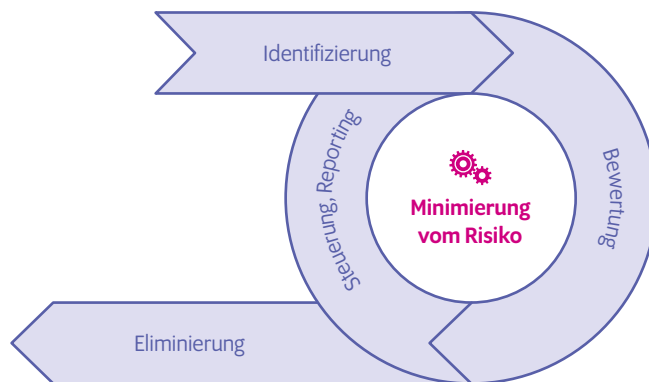 Identifizierung
Bewertung
Steuerung, Reporting
Minimierung
vom Risiko
Eliminierung